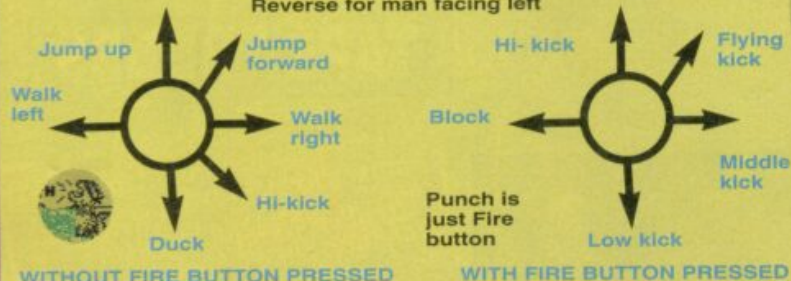 Reverse for man facing left
Jump up
Jump
forward
Walk
left
Walk
right
Hi-kick
Duck
WITHOUT FIRE BUTTON PRESSED
Hi- kick
Flying
kick
Block
Middle
kick
Punch is
just Fire
button
Low kick
WITH FIRE BUTTON PRESSED